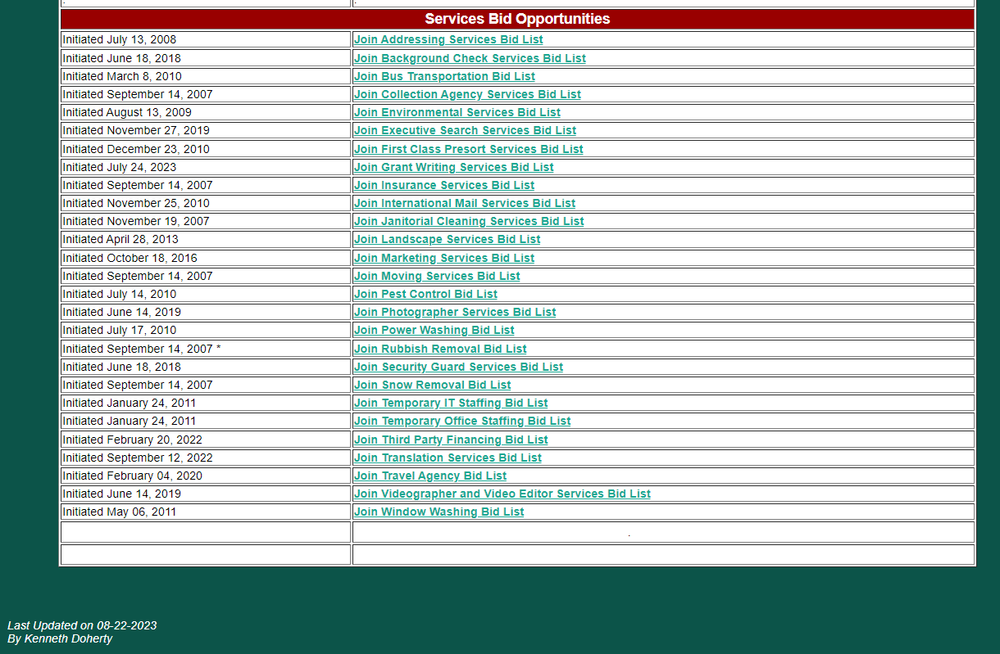 Services Bid Opportunities
Initiated July 13, 2008 Join Addressing Services Bid List
Initiated June 18, 2018 Join Background Check Services Bid List
Initiated March 8, 2010 Join Bus Transportation Bid List
Initiated September 14, 2007 Join Collection Agency Services Bid List
Initiated August 13, 2009 Join Environmental Services Bid List
Initiated November 27, 2019 Join Executive Search Services Bid List
Initiated December 23, 2010 Join First Class Presort Services Bid List
Initiated July 24, 2023 Join Grant Writing Services Bid List
Initiated September 14, 2007 Join Insurance Services Bid List
Initiated November 25, 2010 Join International Mail Services Bid List
Initiated November 19, 2007 Join Janitorial Cleaning Services Bid List
Initiated April 28, 2013 Join Landscape Services Bid List
Initiated October 18, 2016 Join Marketing Services Bid List
Initiated September 14, 2007 Join Moving Services Bid List
Initiated July 14, 2010 Join Pest Control Bid List
Initiated June 14, 2019 Join Photographer Services Bid List
Initiated July 17, 2010 Join Power Washing Bid List
Initiated September 14, 2007 * Join Rubbish Removal Bid List
Initiated June 18, 2018 Join Security Guard Services Bid List
Initiated September 14, 2007 Join Snow Removal Bid List
Initiated January 24, 2011 Join Temporary IT Staffing Bid List
Initiated January 24, 2011 Join Temporary Office Staffing Bid List
Initiated February 20, 2022 Join Third Party Financing Bid List
Initiated September 12, 2022 Join Translation Services Bid List
Initiated February 04, 2020 Join Travel Agency Bid List
Initiated June 14, 2019 Join Videographer and Video Editor Services Bid List
Initiated May 06, 2011 Join Window Washing Bid List
.
Last Updated on 08-22-2023
By Kenneth Doherty